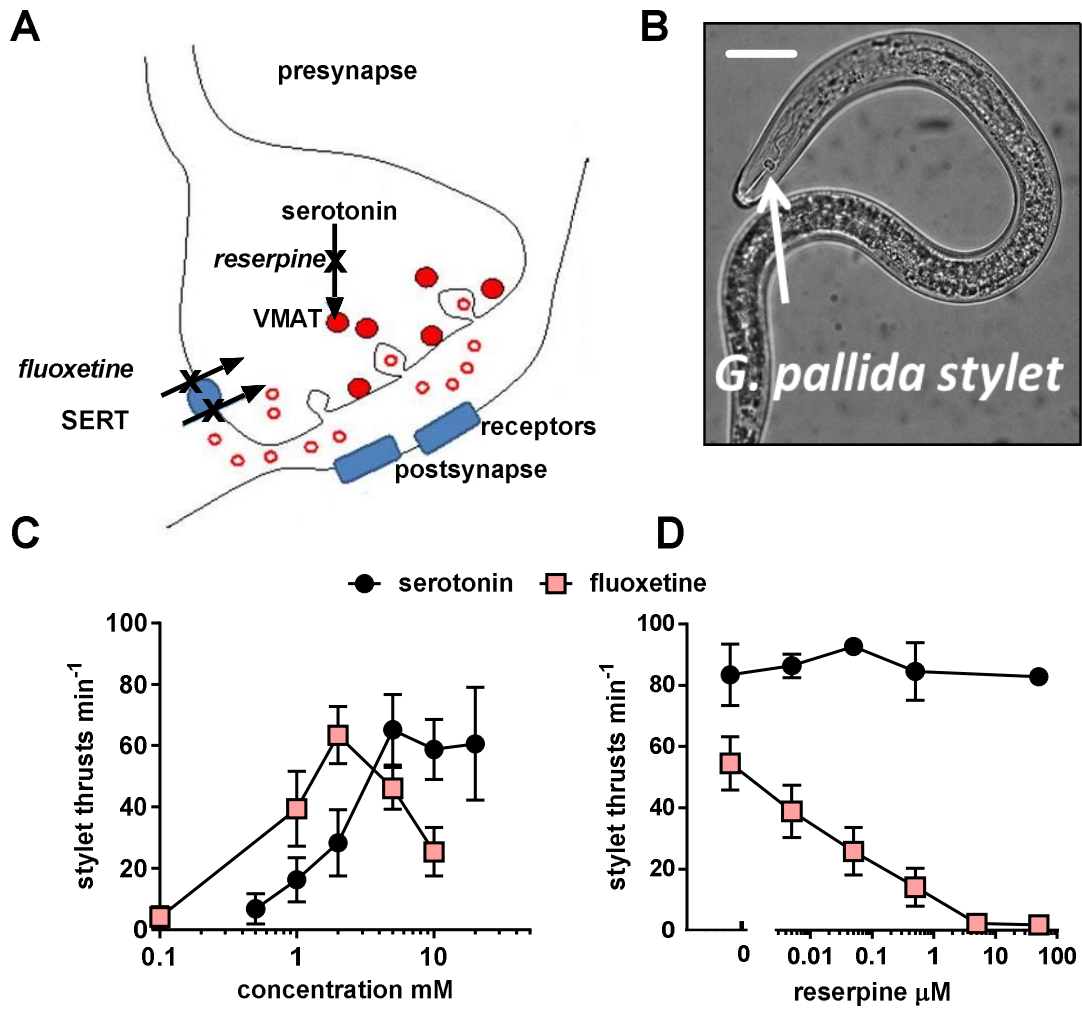 A
presynapse
serotonin
reserpine
VMAT
fluoxetine
SERT
receptors
postsynapse
B
G. pallida stylet
C
D
serotonin
fluoxetine
stylet thrusts min-1
100
80
60
40
20
0
0.1
1
10
concentration mM
stylet thrusts min-1
100
80
60
40
20
0
0
0.01
0.1
1
10
100
reserpine μM